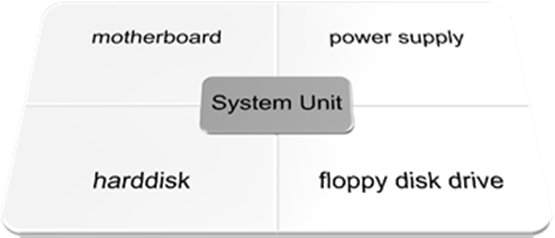 motherboard
power supply
System Unit
harddisk
floppy disk drive